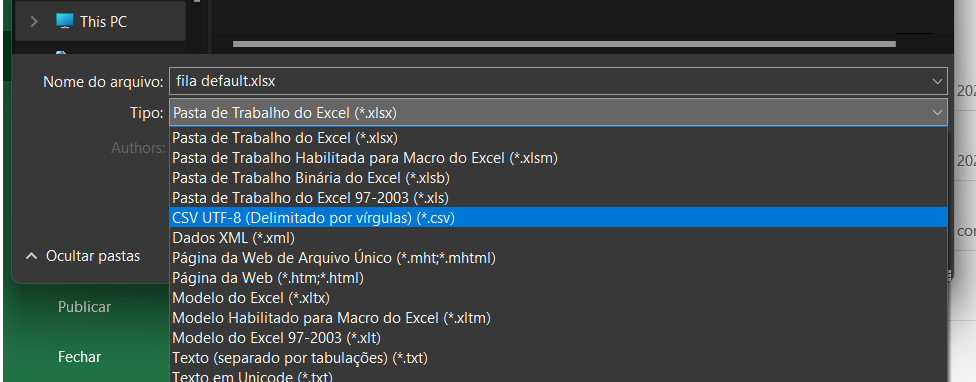 This PC
Nome do arquivo: fila default.xlsx
Tipo: Pasta de Trabalho do Excel (*.xlsx)
Authors:
Pasta de Trabalho do Excel (*.xlsx)
Pasta de Trabalho Habilitada para Macro do Excel (*.xlsm)
Pasta de Trabalho Binária do Excel (*.xlsb)
Pasta de Trabalho do Excel 97-2003 (*.xls)
CSV UTF-8 (Delimitado por vírgulas) (*.csv)
Dados XML (*.xml)
Página da Web de Arquivo Único (*.mht;*.mhtml)
Página da Web (*.htm;*.html)
Modelo do Excel (*.xltx)
Modelo Habilitado para Macro do Excel (*.xltm)
Modelo do Excel 97-2003 (*.xlt)
Texto (separado por tabulações) (*.txt)
Texto em Unicode (*.txt)
Ocultar pastas
Publicar
Fechar